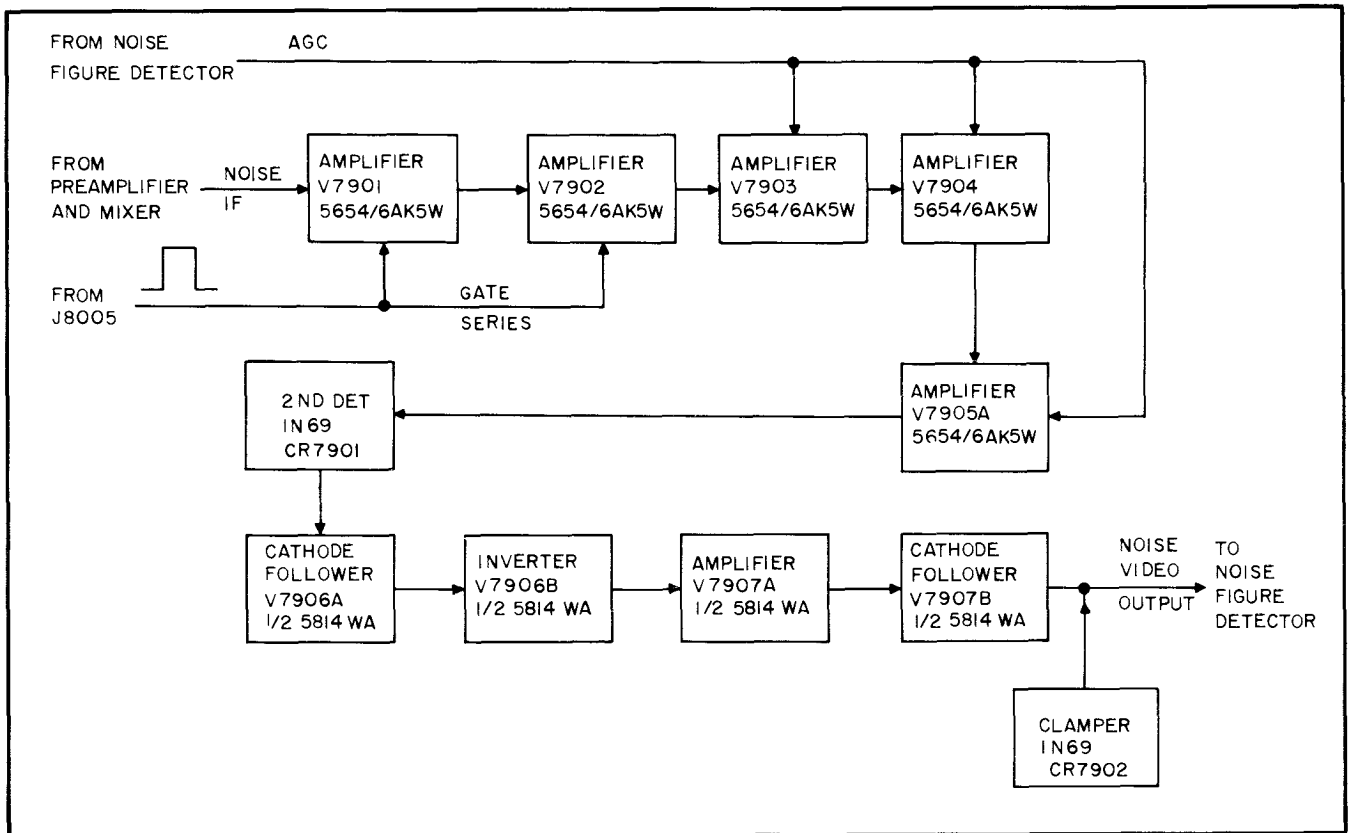 FROM NOISE
FIGURE DETECTOR
AGC
FROM
PREAMPLIFIER
AND MIXER
NOISE
IF
AMPLIFIER
V7901
5654/6AK5W
AMPLIFIER
V7902
5654/6AK5W
AMPLIFIER
V7903
5654/6AK5W
AMPLIFIER
V7904
5654/6AK5W
FROM
J8005
GATE
SERIES
2ND DET
IN69
CR7901
AMPLIFIER
V7905A
5654/6AK5W
CATHODE
FOLLOWER
V7906A
1/2 5814 WA
INVERTER
V7906B
1/2 5814 WA
AMPLIFIER
V7907A
1/2 5814 WA
CATHODE
FOLLOWER
V7907B
1/2 5814 WA
NOISE
VIDEO
OUTPUT
TO
NOISE
FIGURE
DETECTOR
CLAMPER
IN69
CR7902